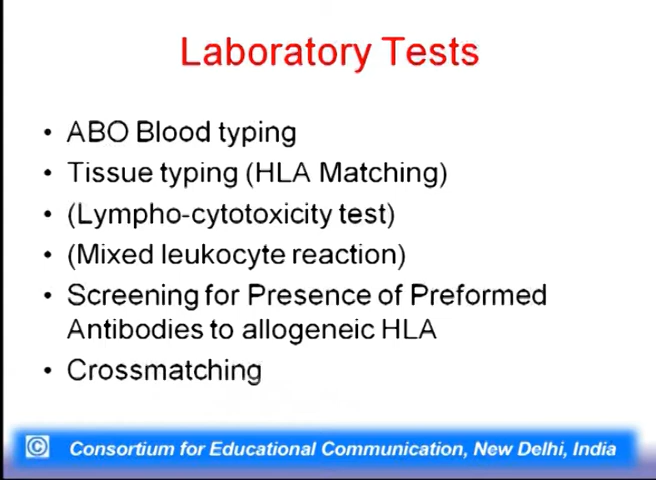 Laboratory Tests
• ABO Blood typing
• Tissue typing (HLA Matching)
• (Lympho-cytotoxicity test)
• (Mixed leukocyte reaction)
• Screening for Presence of Preformed
Antibodies to allogeneic HLA
• Crossmatching
© Consortium for Educational Communication, New Delhi, India